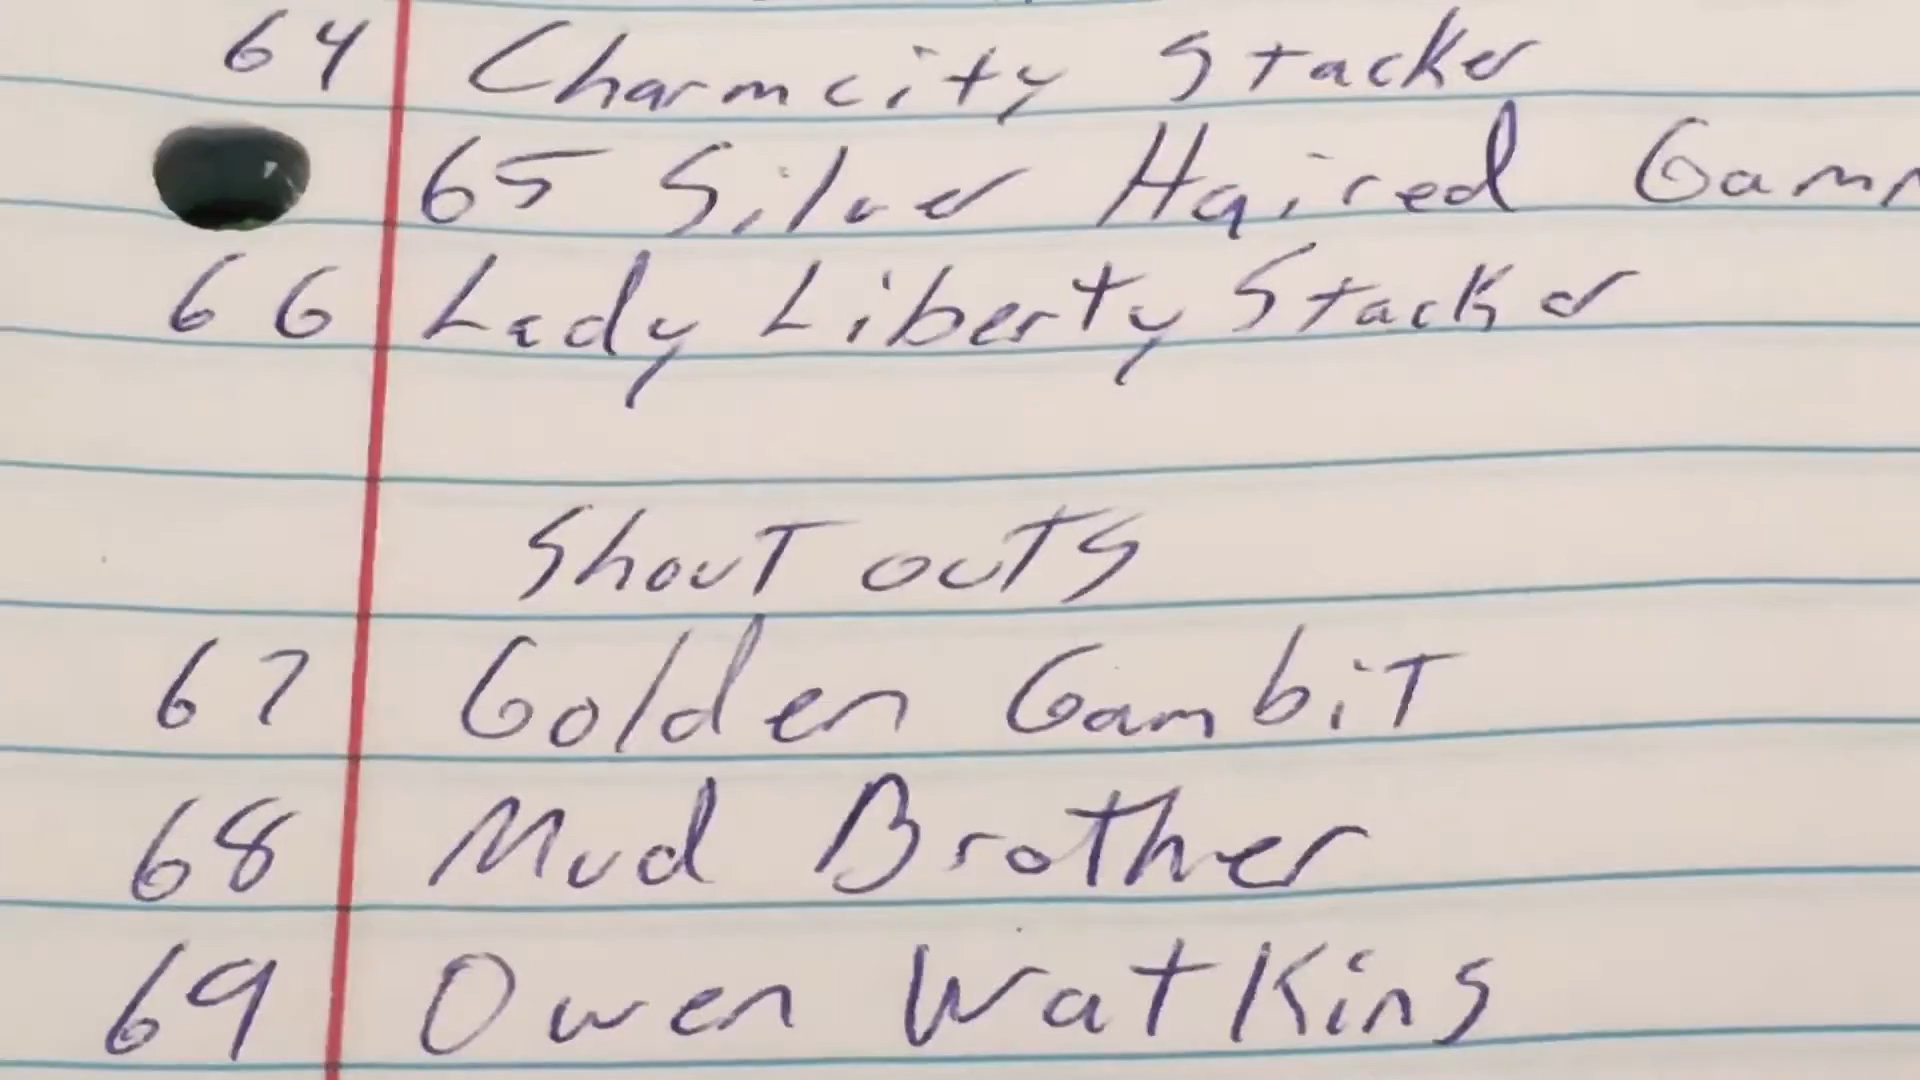 64 Charmcity Stacker
65 Silver Haired
66 Lady Liberty Stacker
Shout outs
67 Golden Gambit
68 Mud Brother
69 Owen Watkins